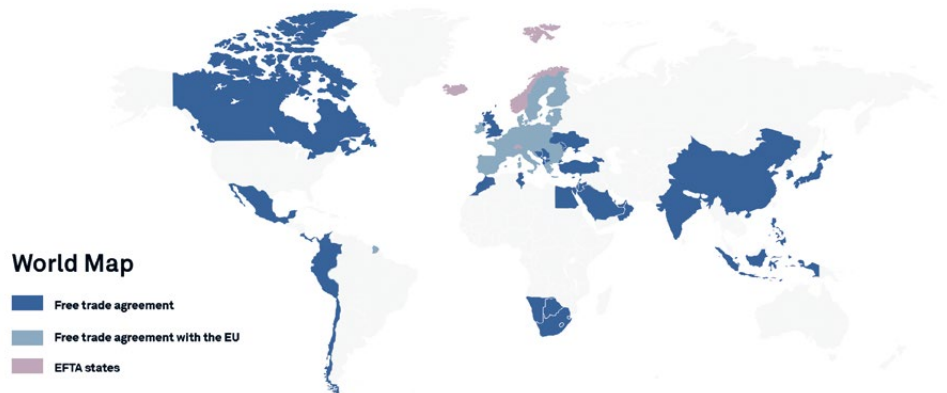 World Map
Free trade agreement
Free trade agreement with the EU
EFTA states